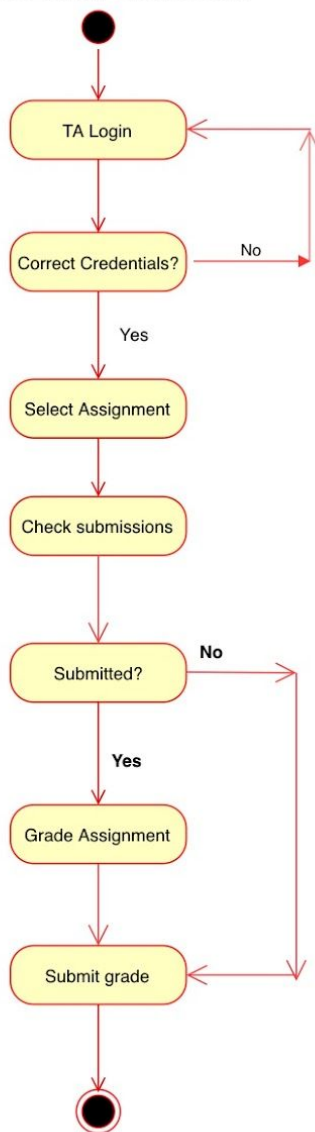 TA Login
Correct Credentials?
No
Yes
Select Assignment
Check submissions
No
Submitted?
Yes
Grade Assignment
Submit grade